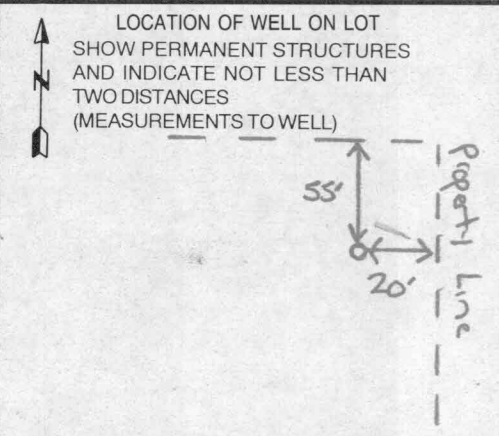 LOCATION OF WELL ON LOT
SHOW PERMANENT STRUCTURES
AND INDICATE NOT LESS THAN
TWO DISTANCES
(MEASUREMENTS TO WELL)
N
55'
20'
Property Line